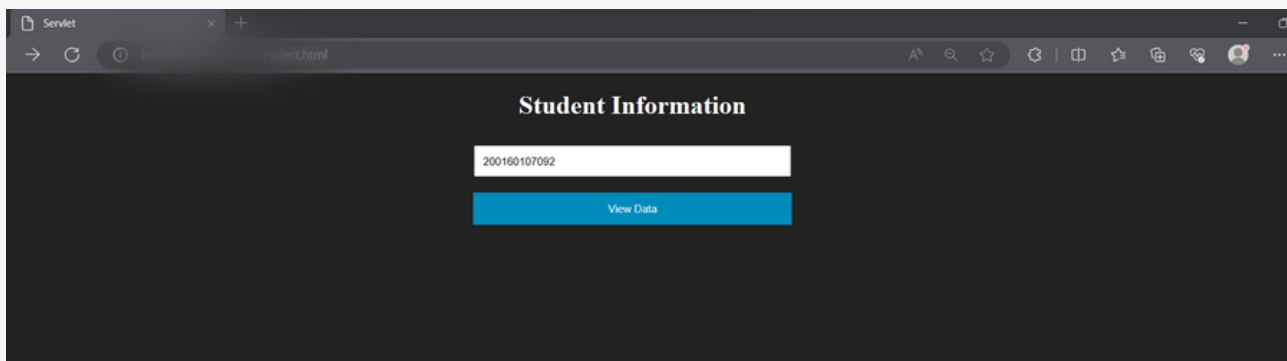 Servlet
select.html
Student Information
200160107092
View Data